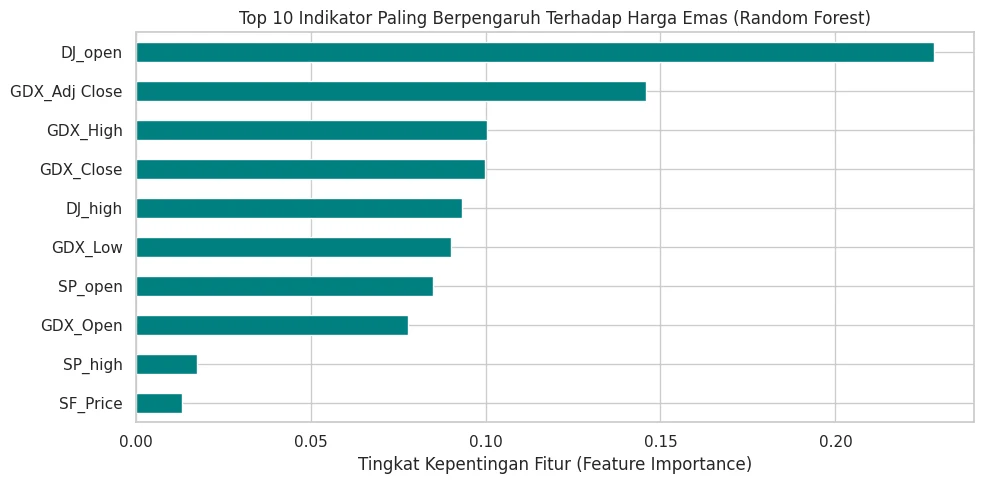 Top 10 Indikator Paling Berpengaruh Terhadap Harga Emas (Random Forest)
DJ_open
GDX_Adj Close
GDX_High
GDX_Close
DJ_high
GDX_Low
SP_open
GDX_Open
SP_high
SF_Price
0.00 0.05 0.10 0.15 0.20
Tingkat Kepentingan Fitur (Feature Importance)